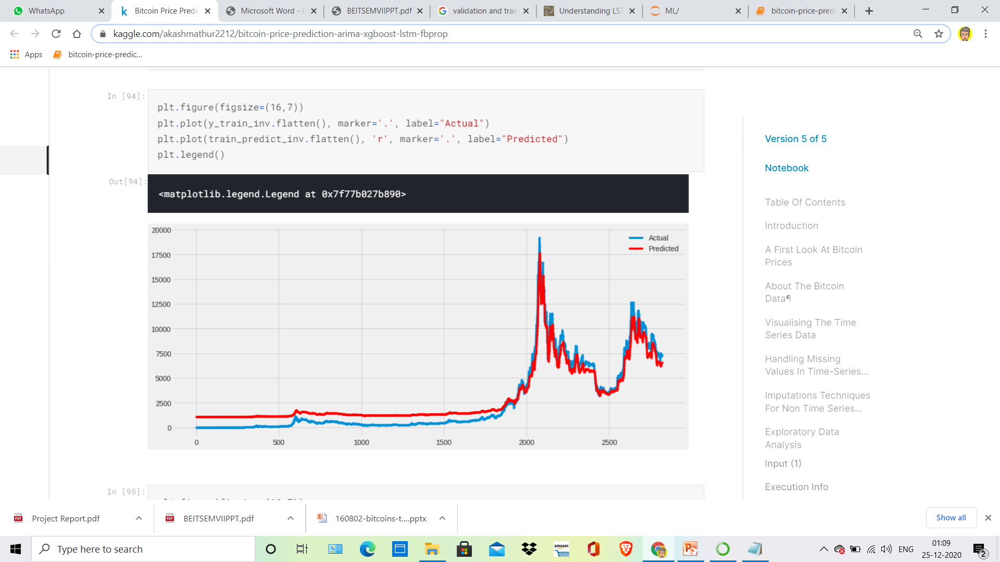 WhatsApp
Bitcoin Price Predic
Microsoft Word - C
BEITSEMVIIPPT.pdf
validation and train
Understanding LST
ML/
bitcoin-price-predi
kaggle.com/akashmathur2212/bitcoin-price-prediction-arima-xgboost-lstm-fbprop
Apps
bitcoin-price-predic...
In [94]:
plt.figure(figsize=(16,7))
plt.plot(y_train_inv.flatten(), marker='.', label="Actual")
plt.plot(train_predict_inv.flatten(), 'r', marker='.', label="Predicted")
plt.legend()
Out[94]:
<matplotlib.legend.Legend at 0x7f77b027b890>
20000
17500
15000
12500
10000
7500
5000
2500
0
0 500 1000 1500 2000 2500
Actual
Predicted
In [95]:
Version 5 of 5
Notebook
Table Of Contents
Introduction
A First Look At Bitcoin
Prices
About The Bitcoin
Data¶
Visualising The Time
Series Data
Handling Missing
Values In Time-Series...
Imputations Techniques
For Non Time Series...
Exploratory Data
Analysis
Input (1)
Execution Info
Project Report.pdf
BEITSEMVIIPPT.pdf
160802-bitcoins-t....pptx
Show all
Type here to search
amazon
ENG
01:09
25-12-2020
2